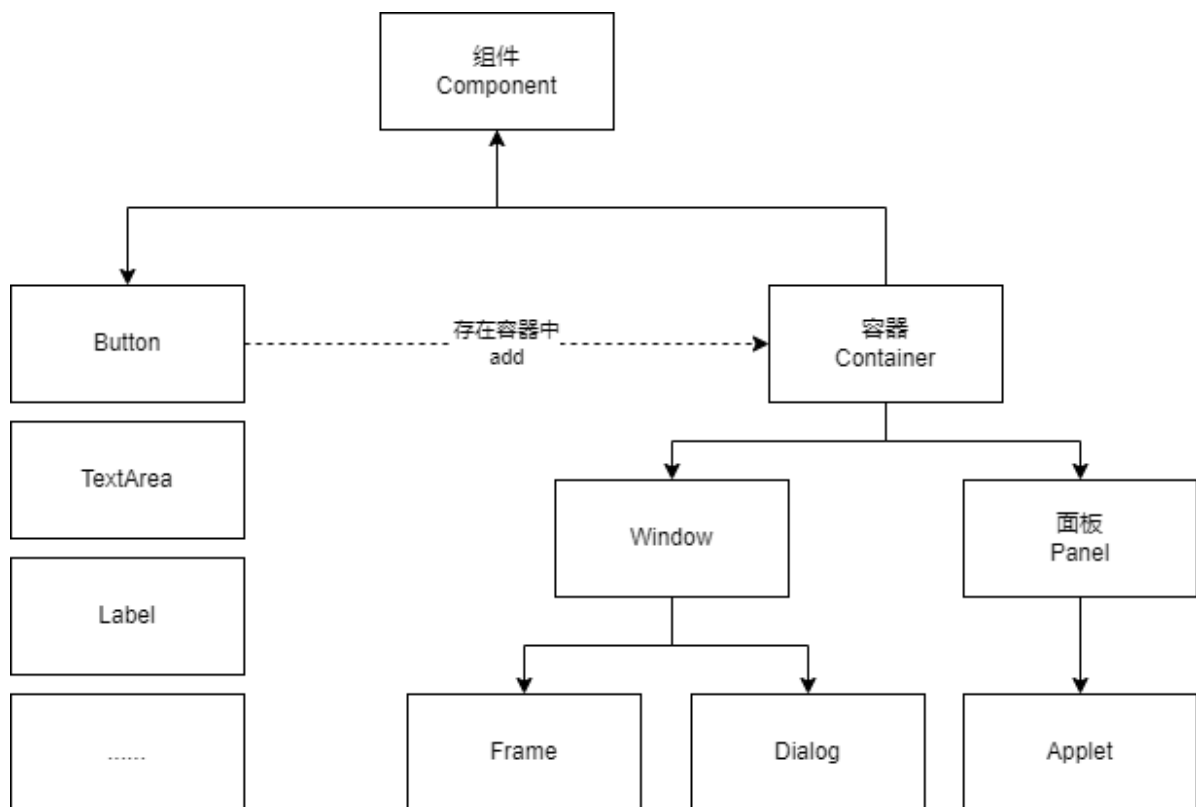 组件
Component
Button
存在容器中
add
容器
Container
TextArea
Window
面板
Panel
Label
Frame
Dialog
Applet
......